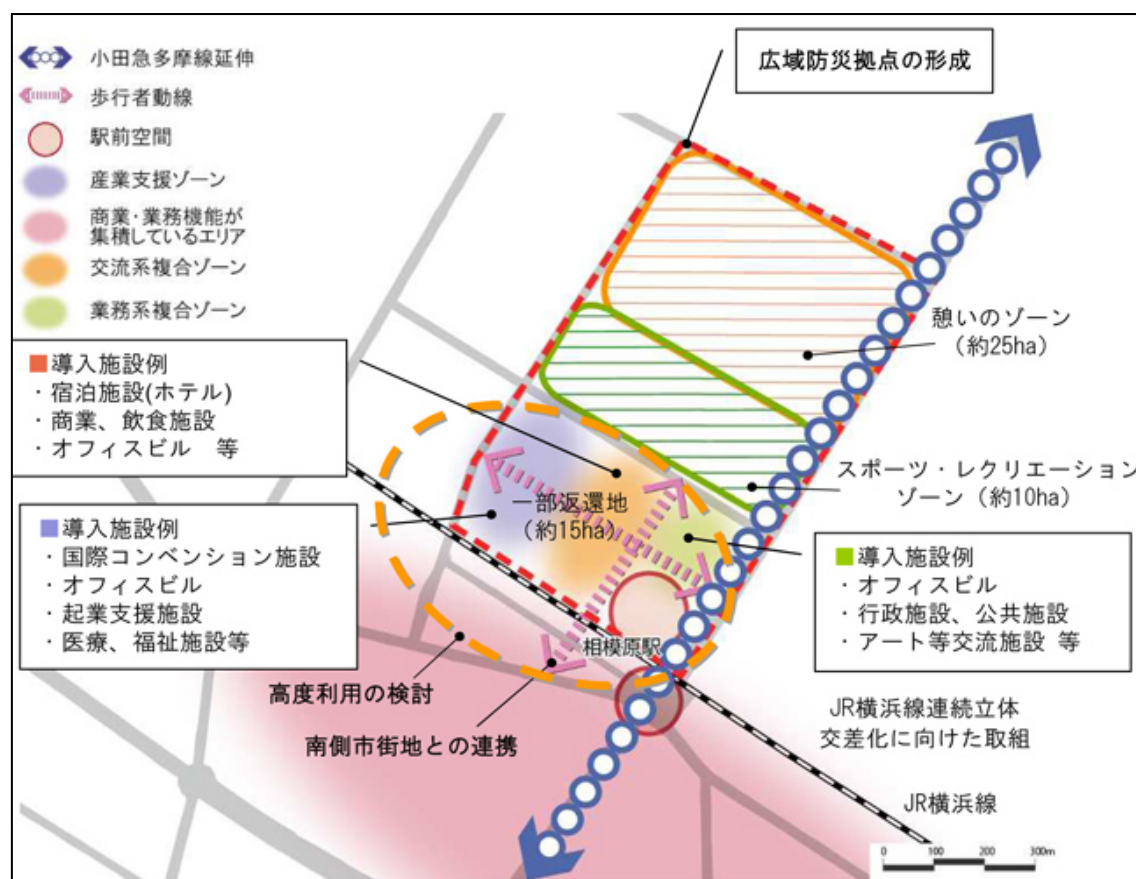 小田急多摩線延伸
歩行者動線
駅前空間
産業支援ゾーン
商業・業務機能が
集積しているエリア
交流系複合ゾーン
業務系複合ゾーン
広域防災拠点の形成
憩いのゾーン
（約25ha）
スポーツ・レクリエーション
ゾーン（約10ha）
■導入施設例
・宿泊施設(ホテル)
・商業、飲食施設
・オフィスビル 等
■導入施設例
・国際コンベンション施設
・オフィスビル
・起業支援施設
・医療、福祉施設等
一部返還地
（約15ha）
■導入施設例
・オフィスビル
・行政施設、公共施設
・アート等交流施設 等
相模原駅
高度利用の検討
南側市街地との連携
JR横浜線連続立体
交差化に向けた取組
JR横浜線
0 100 200 300m